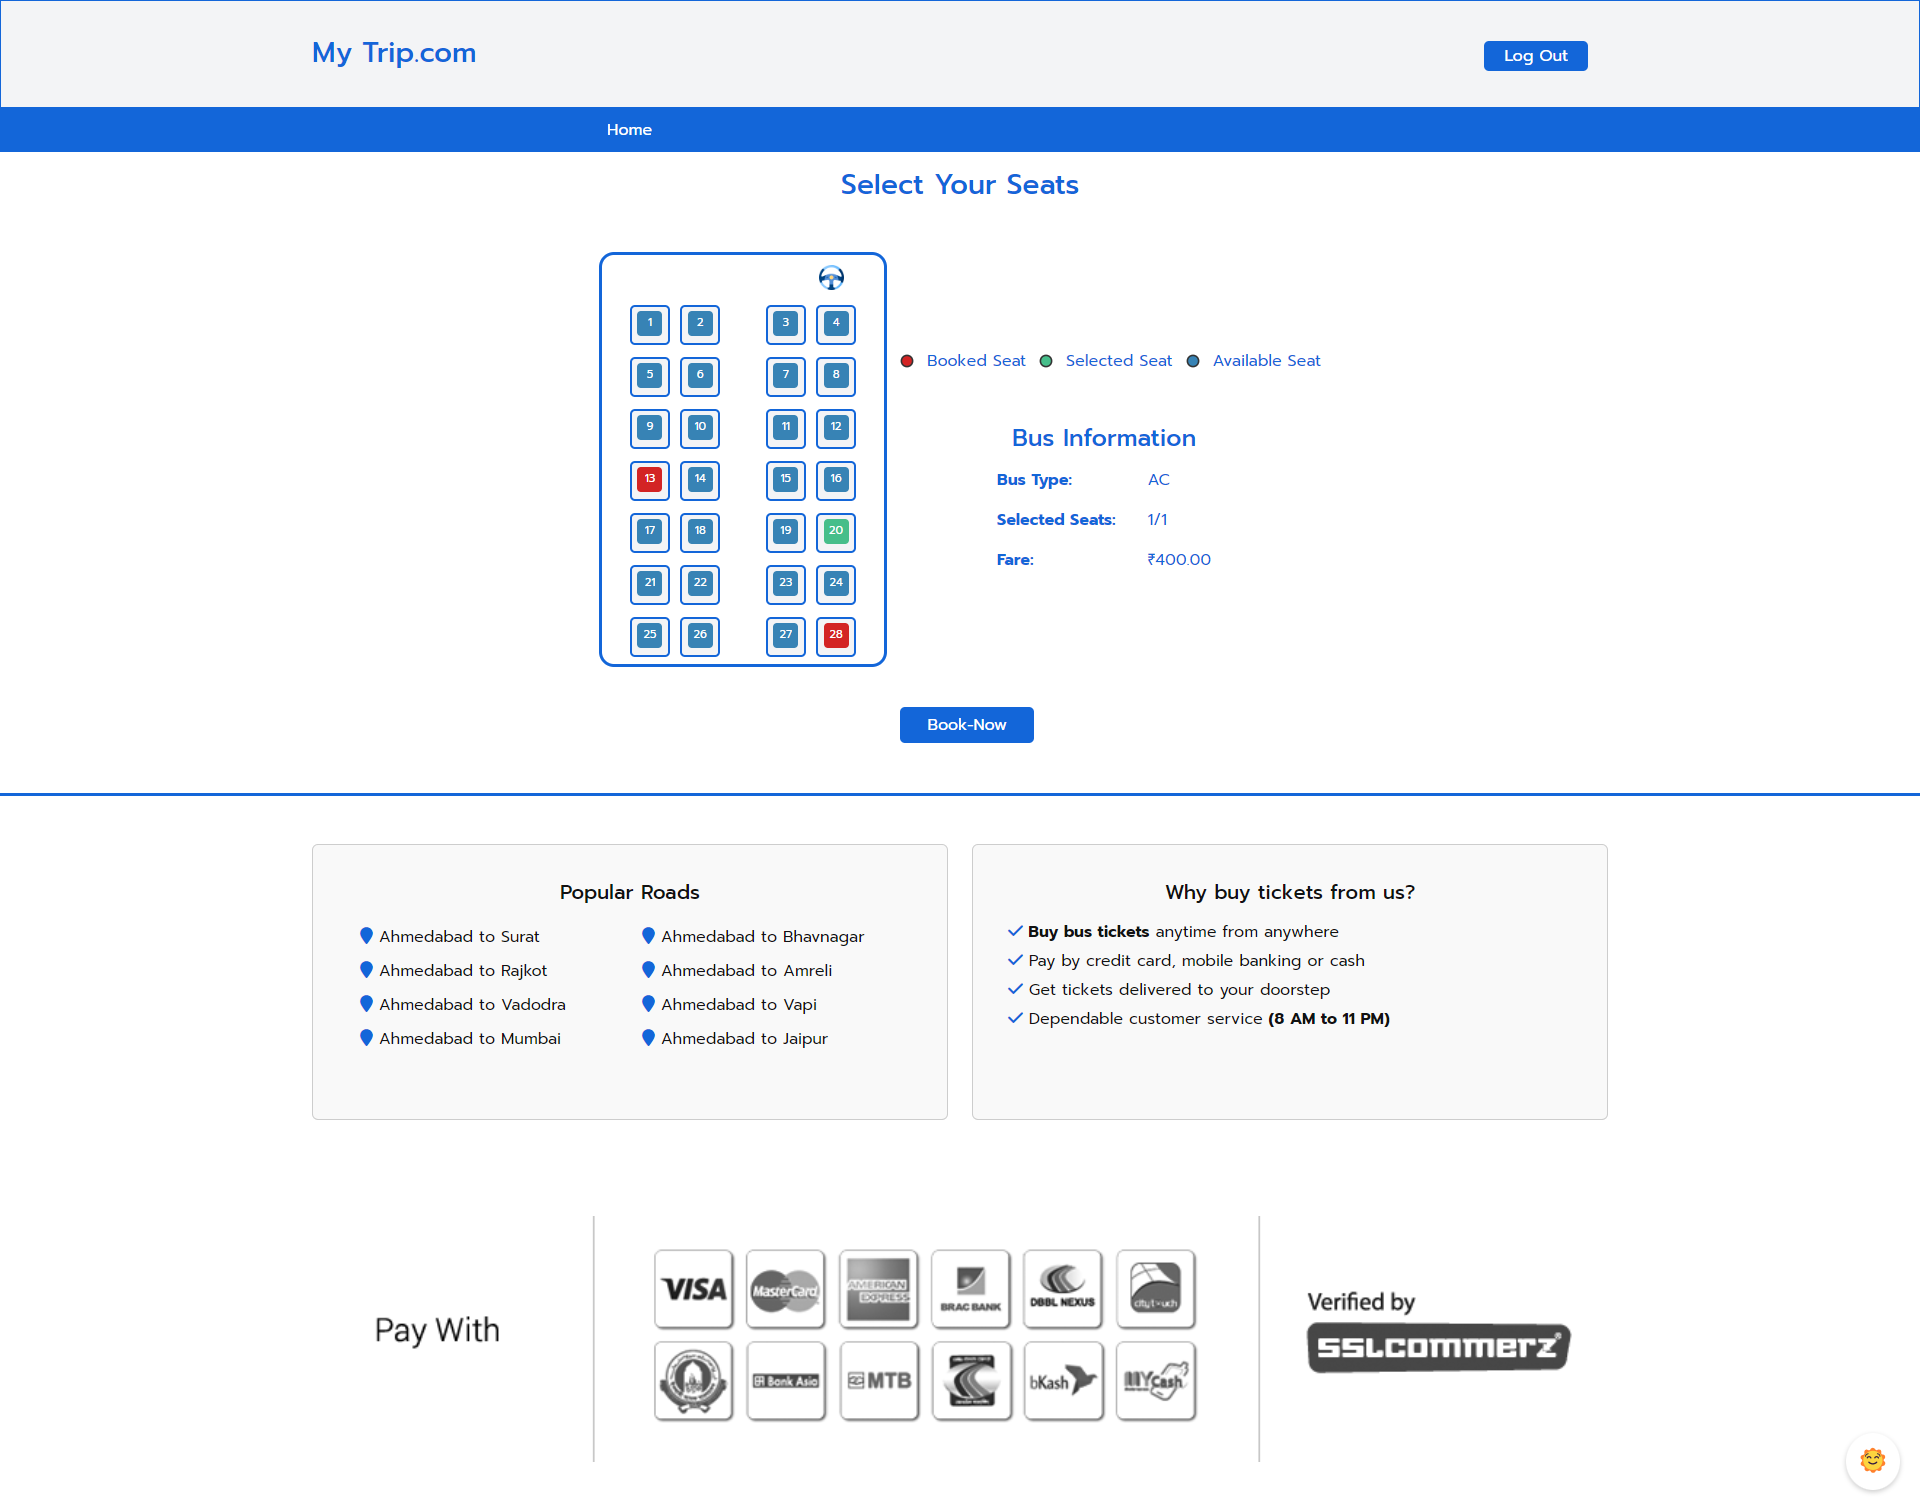 My Trip.com
Log Out
Home
Select Your Seats
1 2 3 4
5 6 7 8
9 10 11 12
13 14 15 16
17 18 19 20
21 22 23 24
25 26 27 28
Booked Seat Selected Seat Available Seat
Bus Information
Bus Type: AC
Selected Seats: 1/1
Fare: ₹400.00
Book-Now
Popular Roads
Ahmedabad to Surat
Ahmedabad to Bhavnagar
Ahmedabad to Rajkot
Ahmedabad to Amreli
Ahmedabad to Vadodra
Ahmedabad to Vapi
Ahmedabad to Mumbai
Ahmedabad to Jaipur
Why buy tickets from us?
Buy bus tickets anytime from anywhere
Pay by credit card, mobile banking or cash
Get tickets delivered to your doorstep
Dependable customer service (8 AM to 11 PM)
Pay With
VISA
MasterCard
AMERICAN EXPRESS
BRAC BANK
DBBL NEXUS
citytouch
Bank Asia
MTB
bKash
MYCash
Verified by
SSLCOMMERZ®